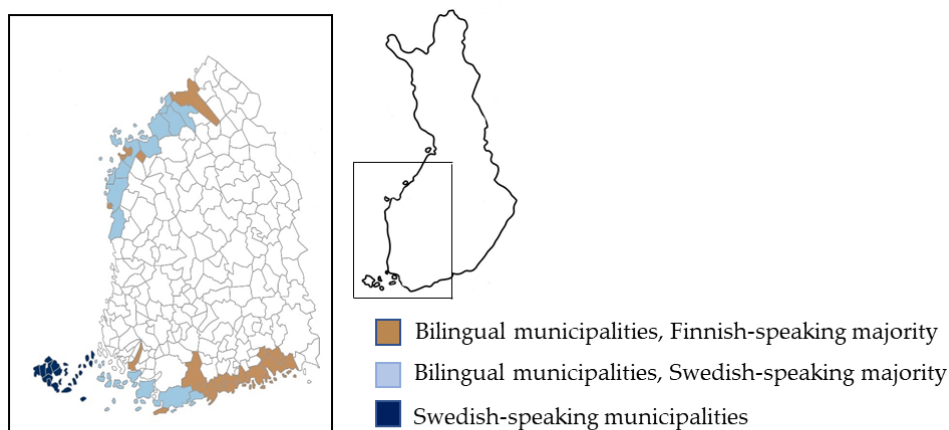 Bilingual municipalities, Finnish-speaking majority
Bilingual municipalities, Swedish-speaking majority
Swedish-speaking municipalities